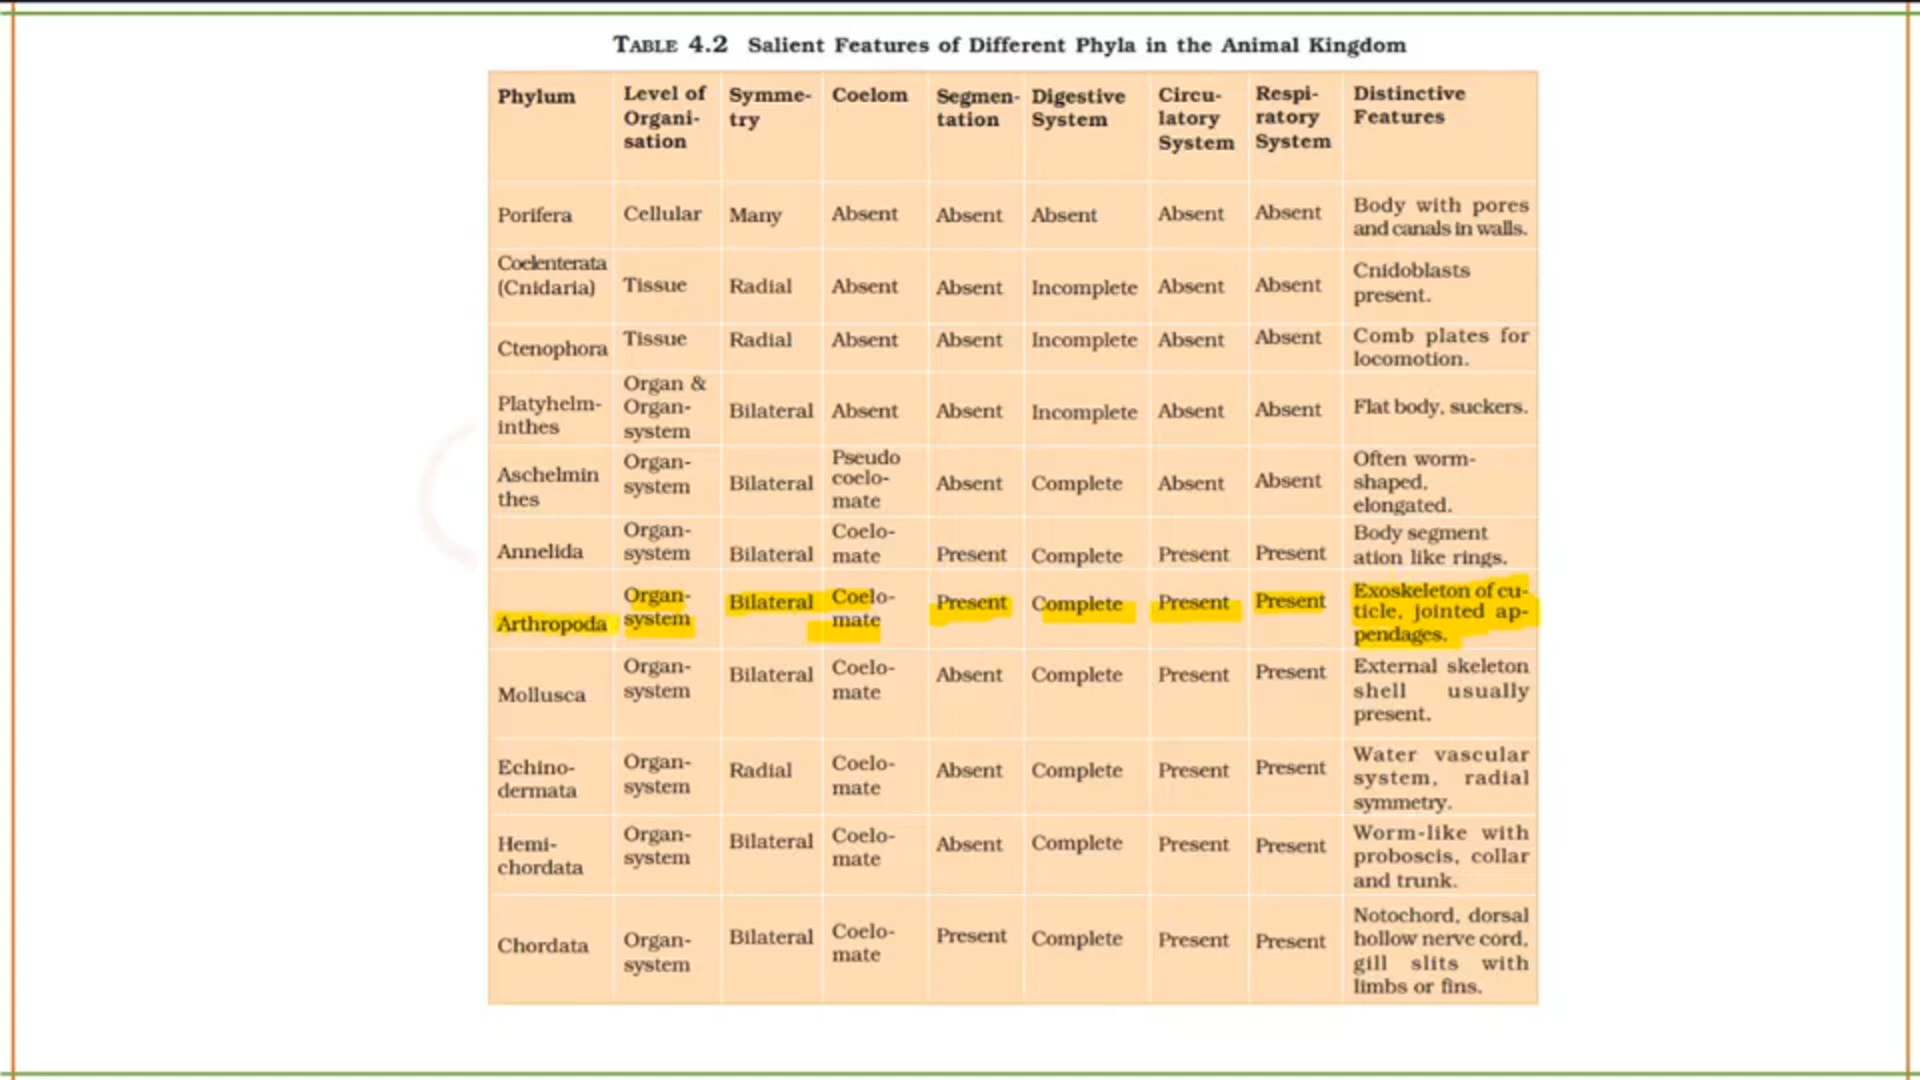 TABLE 4.2 Salient Features of Different Phyla in the Animal Kingdom
Phylum
Level of
Organi-
sation
Symme-
try
Coelom
Segmen-
tation
Digestive
System
Circu-
latory
System
Respi-
ratory
System
Distinctive
Features
Porifera
Cellular
Many
Absent
Absent
Absent
Absent
Absent
Body with pores
and canals in walls.
Coelenterata
(Cnidaria)
Tissue
Radial
Absent
Absent
Incomplete
Absent
Absent
Cnidoblasts
present.
Ctenophora
Tissue
Radial
Absent
Absent
Incomplete
Absent
Absent
Comb plates for
locomotion.
Platyhelm-
inthes
Organ &
Organ-
system
Bilateral
Absent
Absent
Incomplete
Absent
Absent
Flat body, suckers.
Aschelmin
thes
Organ-
system
Bilateral
Pseudo
coelo-
mate
Absent
Complete
Absent
Absent
Often worm-
shaped,
elongated.
Annelida
Organ-
system
Bilateral
Coelo-
mate
Present
Complete
Present
Present
Body segment
ation like rings.
Arthropoda
Organ-
system
Bilateral
Coelo-
mate
Present
Complete
Present
Present
Exoskeleton of cu-
ticle, jointed ap-
pendages.
Mollusca
Organ-
system
Bilateral
Coelo-
mate
Absent
Complete
Present
Present
External skeleton
shell usually
present.
Echino-
dermata
Organ-
system
Radial
Coelo-
mate
Absent
Complete
Present
Present
Water vascular
system, radial
symmetry.
Hemi-
chordata
Organ-
system
Bilateral
Coelo-
mate
Absent
Complete
Present
Present
Worm-like with
proboscis, collar
and trunk.
Chordata
Organ-
system
Bilateral
Coelo-
mate
Present
Complete
Present
Present
Notochord, dorsal
hollow nerve cord,
gill slits with
limbs or fins.